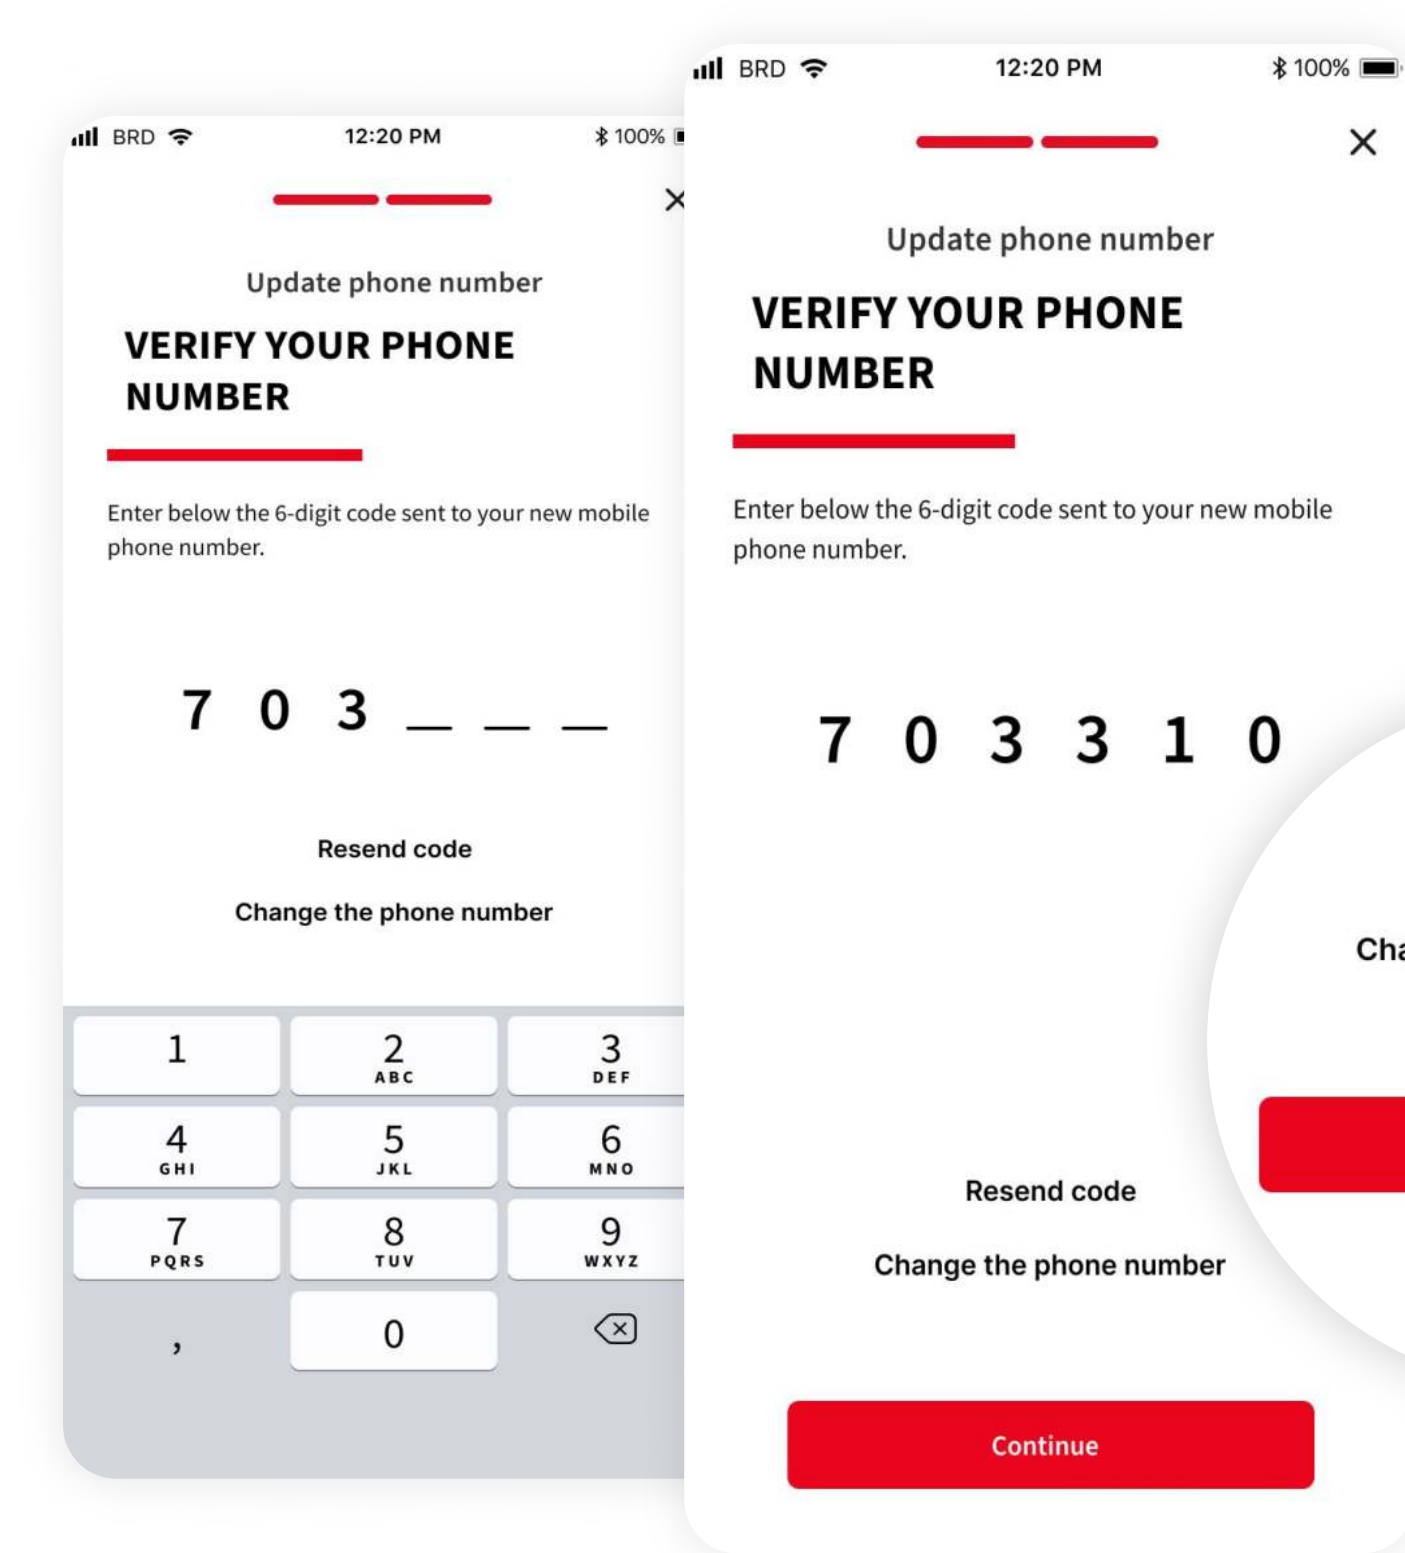 BRD 12:20 PM 100%
Update phone number
VERIFY YOUR PHONE
NUMBER
Enter below the 6-digit code sent to your new mobile
phone number.
7 0 3 _ _ _
Resend code
Change the phone number
1
2
ABC
3
DEF
4
GHI
5
JKL
6
MNO
7
PQRS
8
TUV
9
WXYZ
,
0
BRD 12:20 PM 100%
Update phone number
VERIFY YOUR PHONE
NUMBER
Enter below the 6-digit code sent to your new mobile
phone number.
7 0 3 3 1 0
Resend code
Change the phone number
Continue